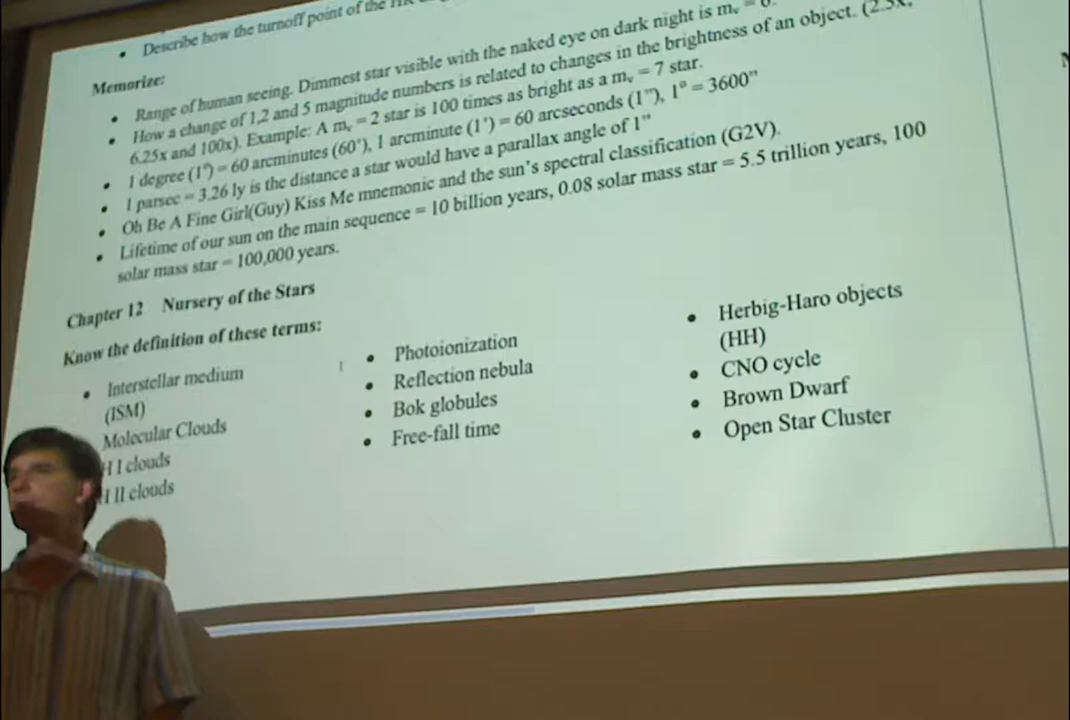 • Describe how the turnoff point of the HR
Memorize:
• Range of human seeing. Dimmest star visible with the naked eye on dark night is mv = 6.
• How a change of 1,2 and 5 magnitude numbers is related to changes in the brightness of an object. (2.5x,
6.25x and 100x). Example: A mv = 2 star is 100 times as bright as a mv = 7 star.
• 1 degree (1°) = 60 arcminutes (60'), 1 arcminute (1') = 60 arcseconds (1"), 1° = 3600"
• 1 parsec = 3.26 ly is the distance a star would have a parallax angle of 1"
• Oh Be A Fine Girl(Guy) Kiss Me mnemonic and the sun's spectral classification (G2V).
• Lifetime of our sun on the main sequence = 10 billion years, 0.08 solar mass star = 5.5 trillion years, 100
solar mass star = 100,000 years.
Chapter 12 Nursery of the Stars
Know the definition of these terms:
• Interstellar medium
(ISM)
Molecular Clouds
H I clouds
H II clouds
• Photoionization
• Reflection nebula
• Bok globules
• Free-fall time
• Herbig-Haro objects
(HH)
• CNO cycle
• Brown Dwarf
• Open Star Cluster